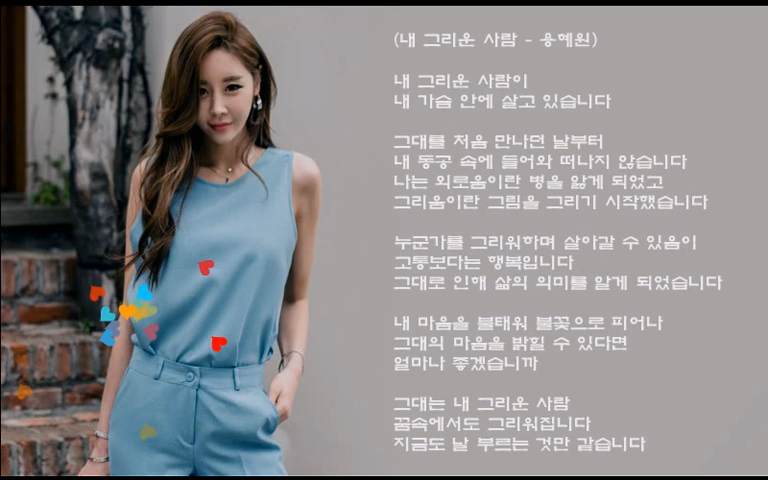 (내 그리운 사람 - 용혜원)
내 그리운 사람이
내 가슴 안에 살고 있습니다
그대를 처음 만나던 날부터
내 동공 속에 들어와 떠나지 않습니다
나는 외로움이란 병을 앓게 되었고
그리움이란 그림을 그리기 시작했습니다
누군가를 그리워하며 살아갈 수 있음이
고통보다는 행복입니다
그대로 인해 삶의 의미를 알게 되었습니다
내 마음을 불태워 불꽃으로 피어나
그대의 마음을 밝힐 수 있다면
얼마나 좋겠습니까
그대는 내 그리운 사람
꿈속에서도 그리워집니다
지금도 날 부르는 것만 같습니다